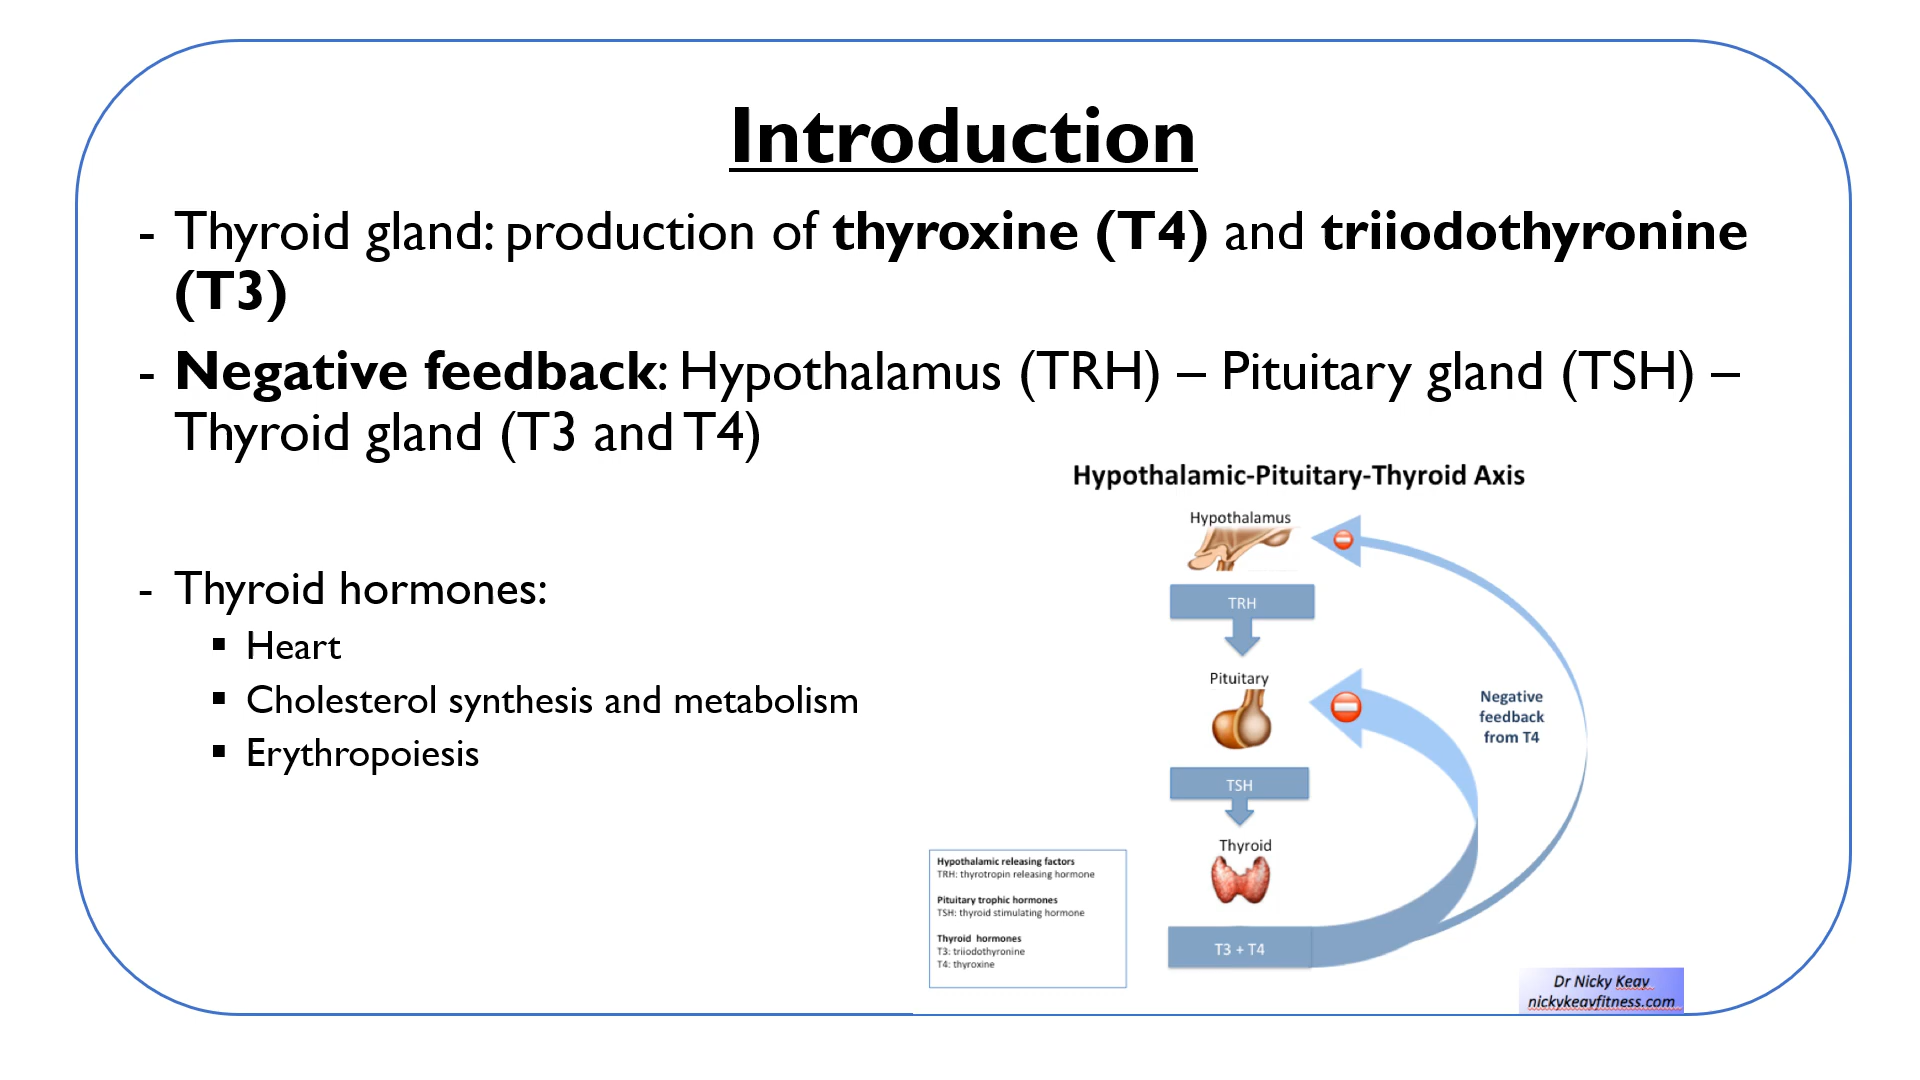 Introduction
- Thyroid gland: production of thyroxine (T4) and triiodothyronine
(T3)
- Negative feedback: Hypothalamus (TRH) – Pituitary gland (TSH) –
Thyroid gland (T3 and T4)
- Thyroid hormones:
▪ Heart
▪ Cholesterol synthesis and metabolism
▪ Erythropoiesis
Hypothalamic-Pituitary-Thyroid Axis
Hypothalamus
TRH
Pituitary
Negative
feedback
from T4
TSH
Thyroid
T3 + T4
Hypothalamic releasing factors
TRH: thyrotropin releasing hormone
Pituitary trophic hormones
TSH: thyroid stimulating hormone
Thyroid hormones
T3: triiodothyronine
T4: thyroxine
Dr Nicky Keay
nickykeayfitness.com